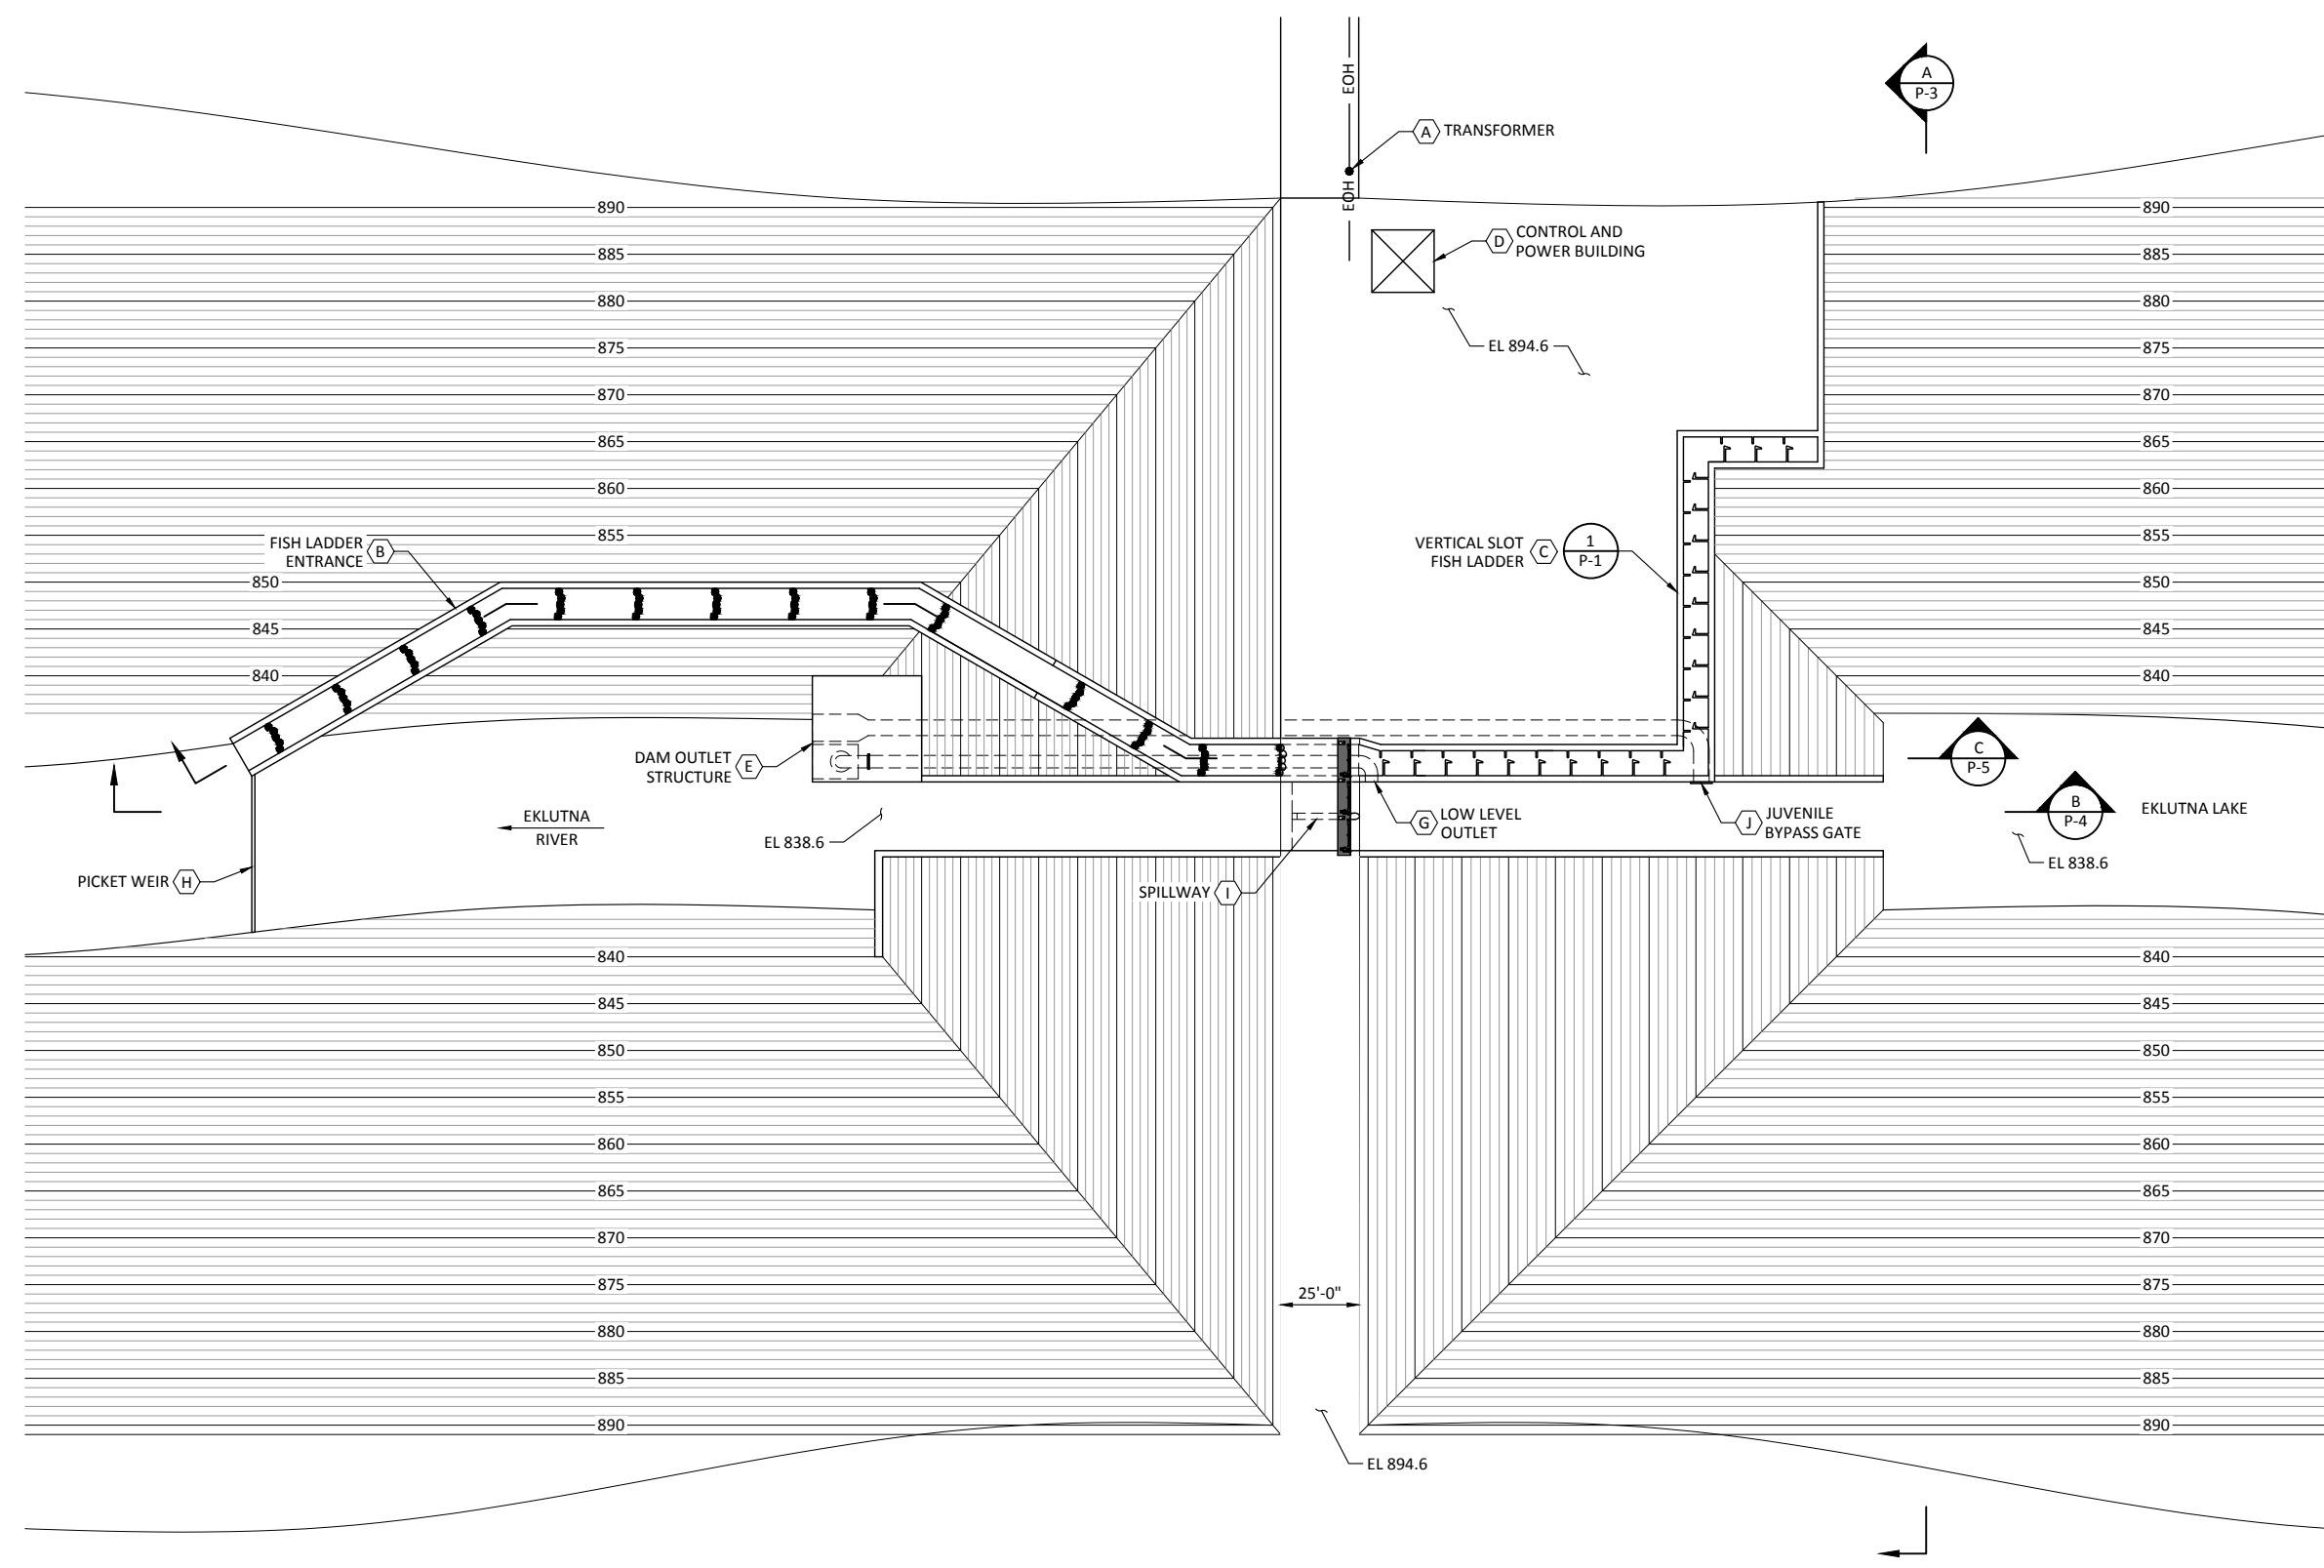 EOH
A
P-3
A TRANSFORMER
EOH
890
890
D CONTROL AND
POWER BUILDING
885
885
880
880
875
EL 894.6
875
870
870
865
865
860
860
855
855
FISH LADDER
ENTRANCE B
VERTICAL SLOT
FISH LADDER C
1
P-1
850
850
850
845
845
840
840
DAM OUTLET
STRUCTURE E
C
P-5
B
P-4
EKLUTNA LAKE
EKLUTNA
RIVER
EL 838.6
G LOW LEVEL
OUTLET
J JUVENILE
BYPASS GATE
EL 838.6
PICKET WEIR H
SPILLWAY I
840
840
845
845
850
850
855
855
860
860
865
865
870
870
875
875
25'-0"
880
880
885
885
890
890
EL 894.6